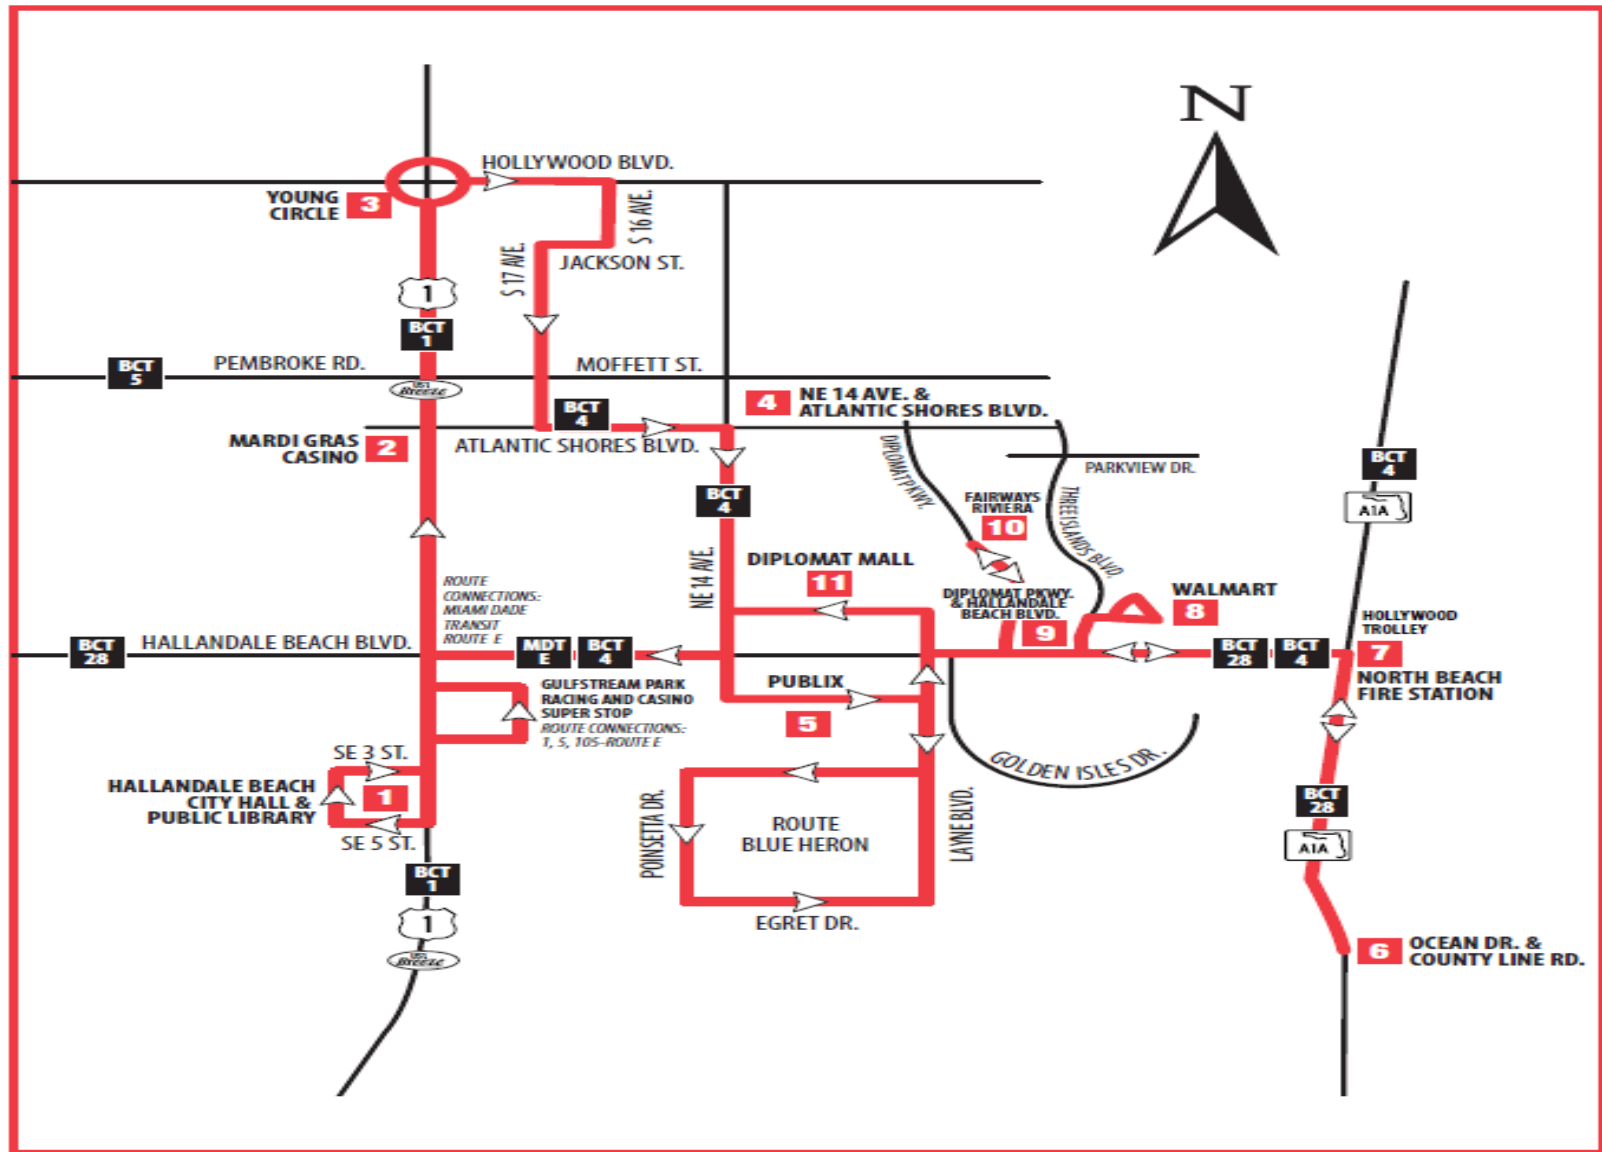 N
HOLLYWOOD BLVD.
YOUNG
CIRCLE
3
S 16 AVE.
S 17 AVE.
JACKSON ST.
1
BCT
1
BCT
5
PEMBROKE RD.
MOFFETT ST.
US1
Breeze
4
NE 14 AVE. &
ATLANTIC SHORES BLVD.
BCT
4
MARDI GRAS
CASINO
2
ATLANTIC SHORES BLVD.
DIPLOMAT PKWY.
PARKVIEW DR.
BCT
4
A1A
BCT
4
FAIRWAYS
RIVIERA
10
THREE ISLANDS BLVD.
NE 14 AVE.
DIPLOMAT MALL
11
ROUTE
CONNECTIONS:
MIAMI DADE
TRANSIT
ROUTE E
DIPLOMAT PKWY.
& HALLANDALE
BEACH BLVD.
9
WALMART
8
HOLLYWOOD
TROLLEY
7
NORTH BEACH
FIRE STATION
BCT
28
HALLANDALE BEACH BLVD.
MDT
E
BCT
4
BCT
28
BCT
4
GULFSTREAM PARK
RACING AND CASINO
SUPER STOP
ROUTE CONNECTIONS:
1, 5, 105-ROUTE E
PUBLIX
5
SE 3 ST.
HALLANDALE BEACH
CITY HALL &
PUBLIC LIBRARY
1
SE 5 ST.
GOLDEN ISLES DR.
POINSETTA DR.
ROUTE
BLUE HERON
LAYNE BLVD.
EGRET DR.
BCT
28
A1A
BCT
1
1
US1
Breeze
6
OCEAN DR. &
COUNTY LINE RD.